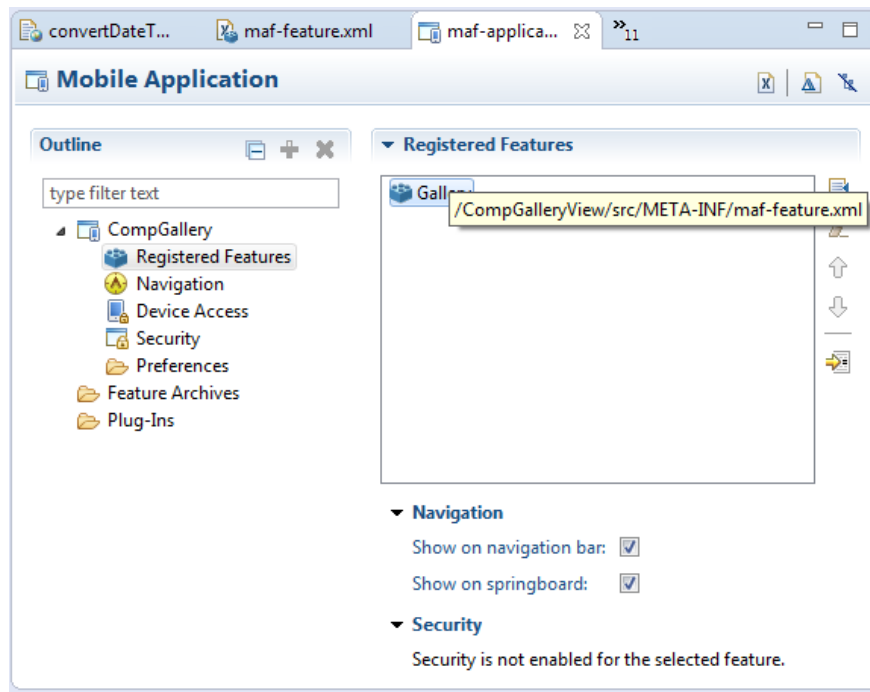 convertDateT...
maf-feature.xml
maf-applica...
»11
Mobile Application
Outline
type filter text
CompGallery
Registered Features
Navigation
Device Access
Security
Preferences
Feature Archives
Plug-Ins
Registered Features
Gallery
/CompGalleryView/src/META-INF/maf-feature.xml
Navigation
Show on navigation bar:
Show on springboard:
Security
Security is not enabled for the selected feature.